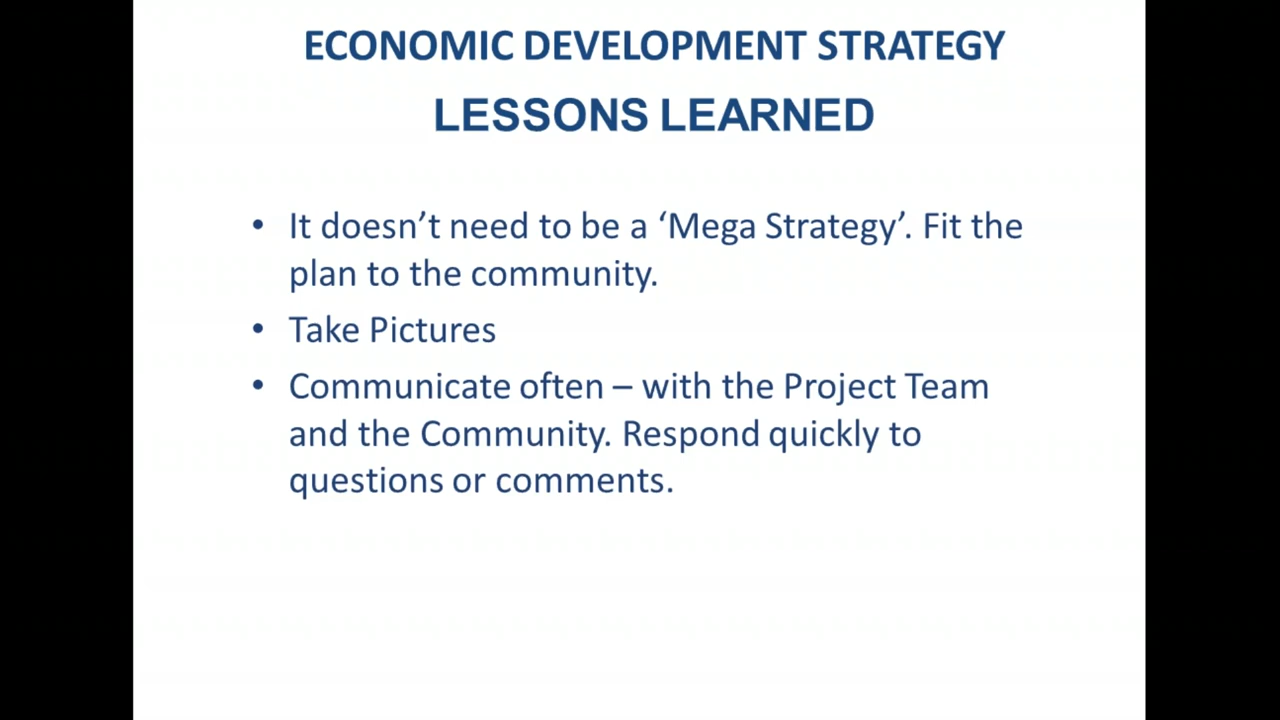 ECONOMIC DEVELOPMENT STRATEGY
LESSONS LEARNED
• It doesn’t need to be a ‘Mega Strategy’. Fit the
plan to the community.
• Take Pictures
• Communicate often – with the Project Team
and the Community. Respond quickly to
questions or comments.